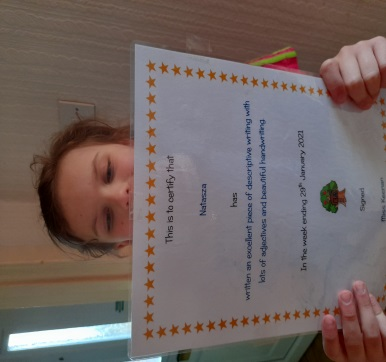 This is to certify that
Natasza
has
written an excellent piece of descriptive writing with
lots of adjectives and beautiful handwriting
In the week ending 29th January 2021
Signed